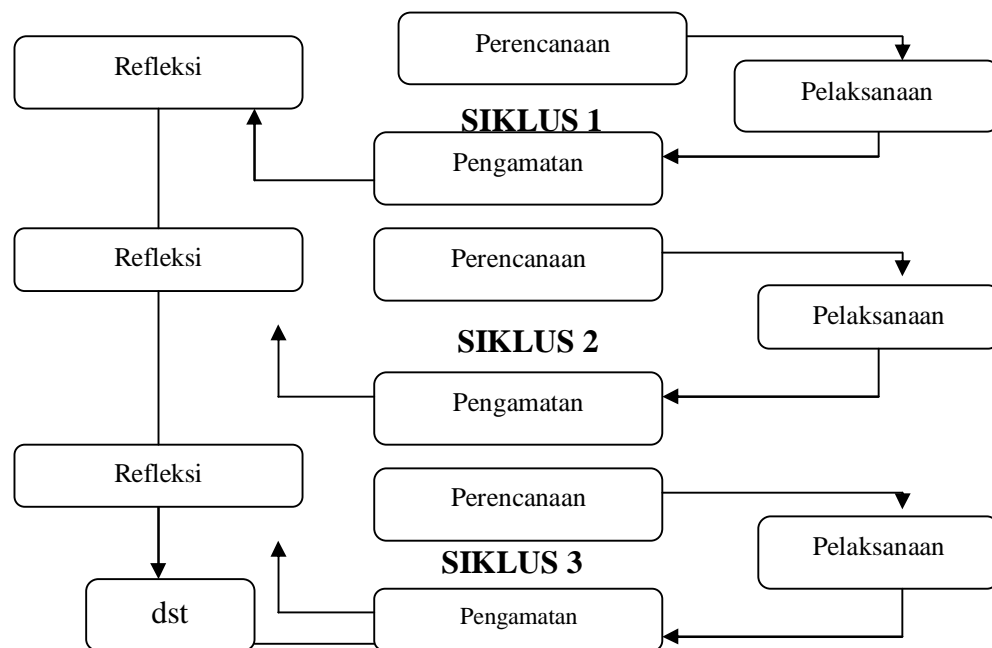 Perencanaan
Refleksi
Pelaksanaan
SIKLUS 1
Pengamatan
Refleksi
Perencanaan
Pelaksanaan
SIKLUS 2
Pengamatan
Refleksi
Perencanaan
Pelaksanaan
SIKLUS 3
dst
Pengamatan